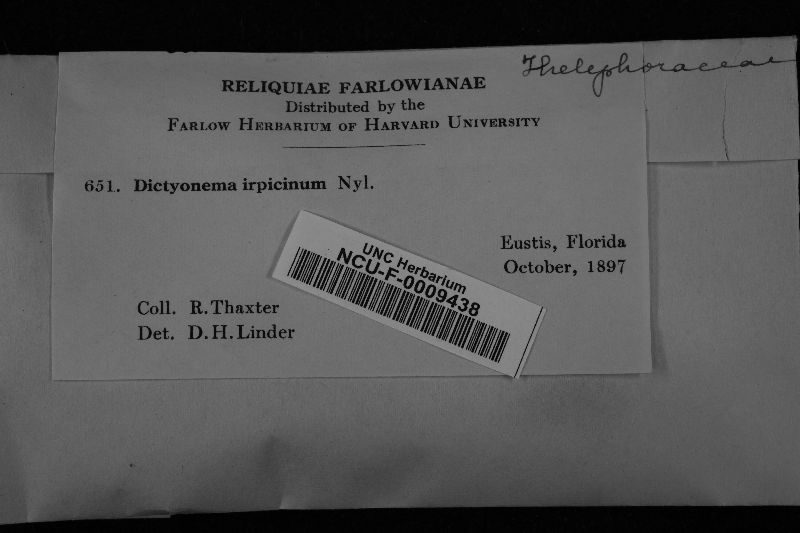 Thelephoraceae
RELIQUIAE FARLOWIANAE
Distributed by the
FARLOW HERBARIUM OF HARVARD UNIVERSITY
651. Dictyonema irpicinum Nyl.
Eustis, Florida
October, 1897
UNC Herbarium
NCU-F-0009438
Coll. R. Thaxter
Det. D. H. Linder